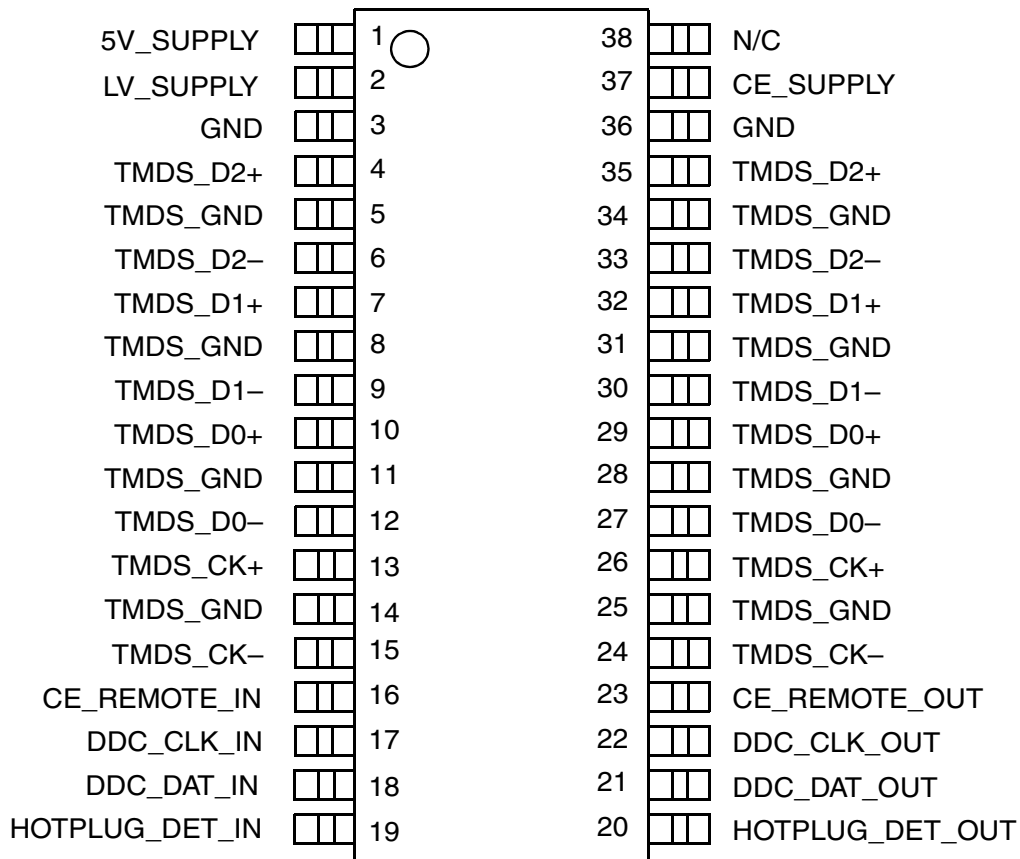 5V_SUPPLY 1 38 N/C
LV_SUPPLY 2 37 CE_SUPPLY
GND 3 36 GND
TMDS_D2+ 4 35 TMDS_D2+
TMDS_GND 5 34 TMDS_GND
TMDS_D2– 6 33 TMDS_D2–
TMDS_D1+ 7 32 TMDS_D1+
TMDS_GND 8 31 TMDS_GND
TMDS_D1– 9 30 TMDS_D1–
TMDS_D0+ 10 29 TMDS_D0+
TMDS_GND 11 28 TMDS_GND
TMDS_D0– 12 27 TMDS_D0–
TMDS_CK+ 13 26 TMDS_CK+
TMDS_GND 14 25 TMDS_GND
TMDS_CK– 15 24 TMDS_CK–
CE_REMOTE_IN 16 23 CE_REMOTE_OUT
DDC_CLK_IN 17 22 DDC_CLK_OUT
DDC_DAT_IN 18 21 DDC_DAT_OUT
HOTPLUG_DET_IN 19 20 HOTPLUG_DET_OUT